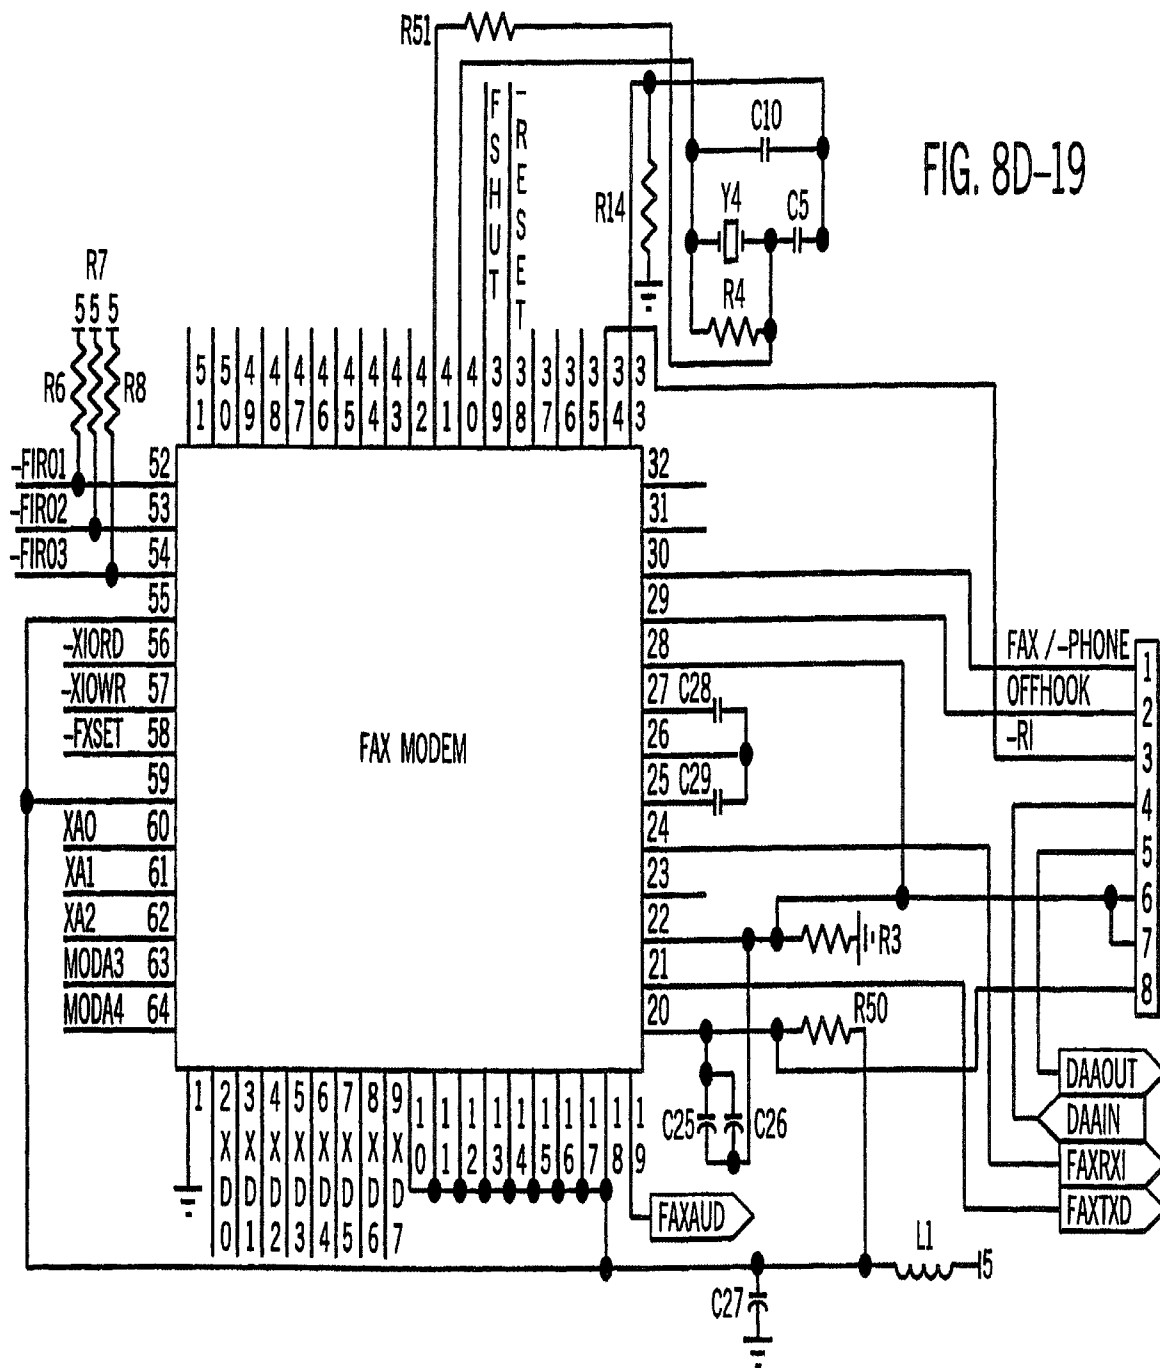 R51
FIG. 8D–19
C10
FSHUT
–RESET
R14
Y4
C5
R4
R7
5 5 5
R6
R8
51 50 49 48 47 46 45 44 43 42 41 40 39 38 37 36 35 34 33
–FIRO1 52
–FIRO2 53
–FIRO3 54
55
–XIORD 56
–XIOWR 57
–FXSET 58
59
XA0 60
XA1 61
XA2 62
MODA3 63
MODA4 64
FAX MODEM
32
31
30
29
28
27 C28
26
25 C29
24
23
22
21
20
R3
R50
FAX /–PHONE 1
OFFHOOK 2
–RI 3
4
5
6
7
8
1 2 3 4 5 6 7 8 9 10 11 12 13 14 15 16 17 18 19
XD0 XD1 XD2 XD3 XD4 XD5 XD6 XD7
C25
C26
DAAOUT
DAAIN
FAXRXI
FAXTXD
FAXAUD
L1
5
C27